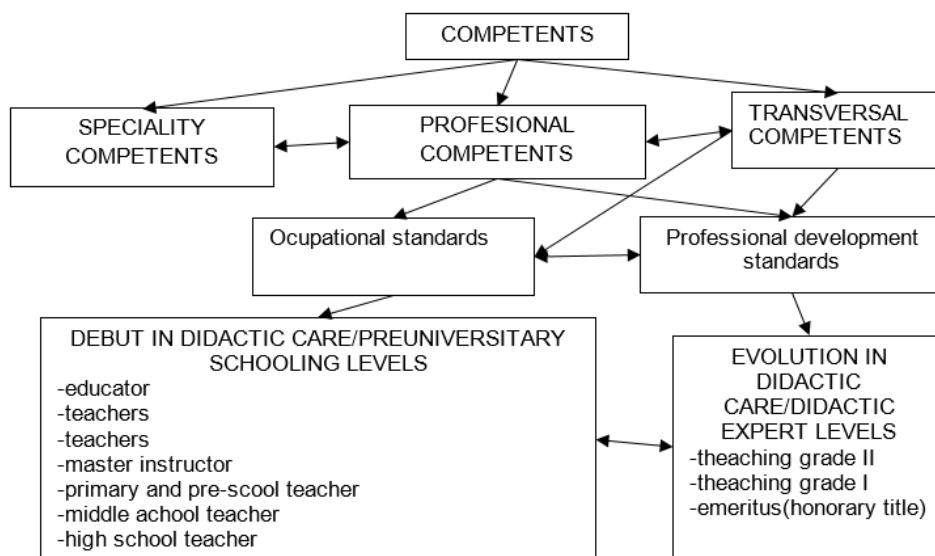 COMPETENTS
SPECIALITY
COMPETENTS
PROFESIONAL
COMPETENTS
TRANSVERSAL
COMPETENTS
Ocupational standards
Professional development
standards
DEBUT IN DIDACTIC CARE/PREUNIVERSITARY
SCHOOLING LEVELS
-educator
-teachers
-teachers
-master instructor
-primary and pre-scool teacher
-middle achool teacher
-high school teacher
EVOLUTION IN
DIDACTIC
CARE/DIDACTIC
EXPERT LEVELS
-theaching grade II
-theaching grade I
-emeritus(honorary title)